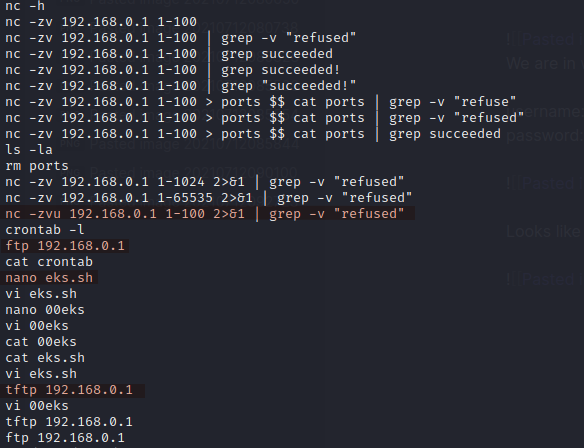 nc -h
nc -zv 192.168.0.1 1-100
nc -zv 192.168.0.1 1-100 | grep -v "refused"
nc -zv 192.168.0.1 1-100 | grep succeeded
nc -zv 192.168.0.1 1-100 | grep succeeded!
nc -zv 192.168.0.1 1-100 | grep "succeeded!"
nc -zv 192.168.0.1 1-100 > ports $$ cat ports | grep -v "refuse"
nc -zv 192.168.0.1 1-100 > ports $$ cat ports | grep -v "refused"
nc -zv 192.168.0.1 1-100 > ports $$ cat ports | grep succeeded
ls -la
rm ports
nc -zv 192.168.0.1 1-1024 2>&1 | grep -v "refused"
nc -zv 192.168.0.1 1-65535 2>&1 | grep -v "refused"
nc -zvu 192.168.0.1 1-100 2>&1 | grep -v "refused"
crontab -l
ftp 192.168.0.1
cat crontab
nano eks.sh
vi eks.sh
nano 00eks
vi 00eks
cat 00eks
cat eks.sh
vi eks.sh
tftp 192.168.0.1
vi 00eks
tftp 192.168.0.1
ftp 192.168.0.1
We are in
password:
Looks like